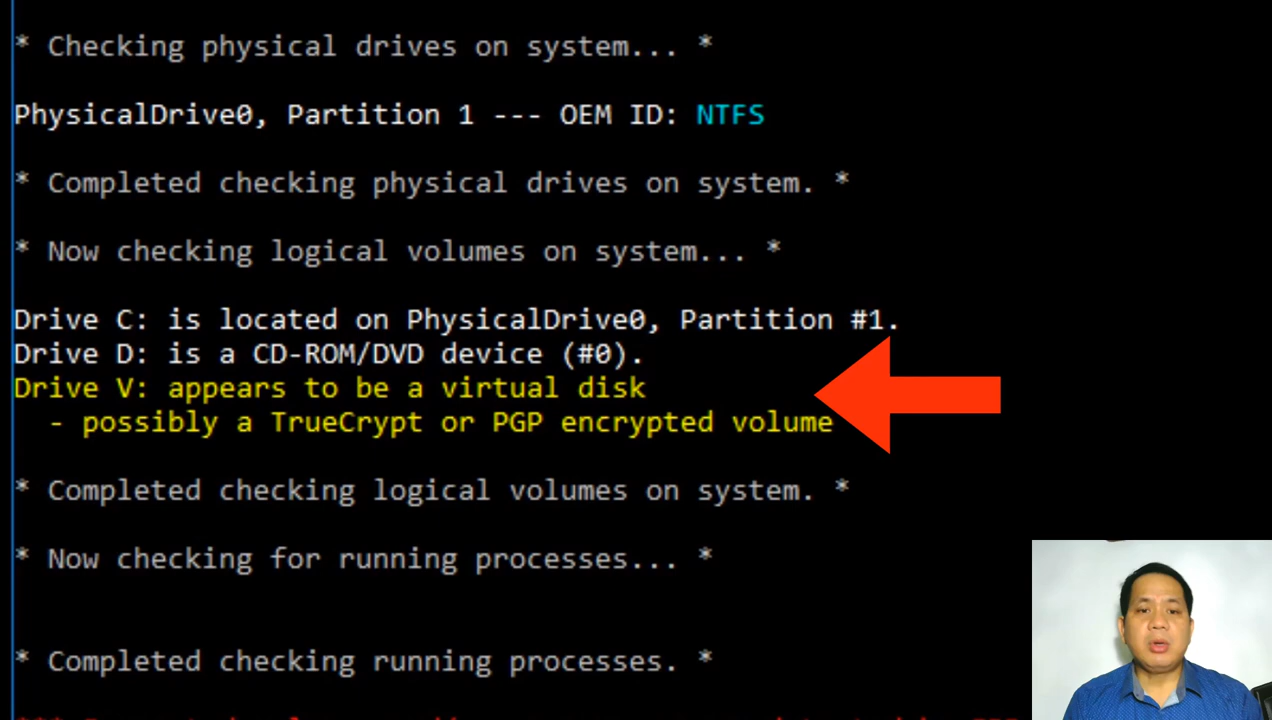 * Checking physical drives on system... *
PhysicalDrive0, Partition 1 --- OEM ID: NTFS
* Completed checking physical drives on system. *
* Now checking logical volumes on system... *
Drive C: is located on PhysicalDrive0, Partition #1.
Drive D: is a CD-ROM/DVD device (#0).
Drive V: appears to be a virtual disk
- possibly a TrueCrypt or PGP encrypted volume
* Completed checking logical volumes on system. *
* Now checking for running processes... *
* Completed checking running processes. *